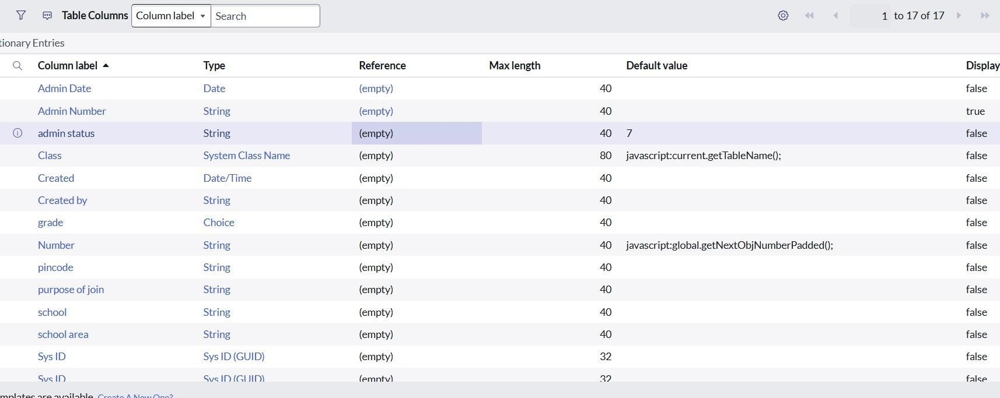 Table Columns Column label Search 1 to 17 of 17
tionary Entries
Column label Type Reference Max length Default value Display
Admin Date Date (empty) 40 false
Admin Number String (empty) 40 true
admin status String (empty) 40 7 false
Class System Class Name (empty) 80 javascript:current.getTableName(); false
Created Date/Time (empty) 40 false
Created by String (empty) 40 false
grade Choice (empty) 40 false
Number String (empty) 40 javascript:global.getNextObjNumberPadded(); false
pincode String (empty) 40 false
purpose of join String (empty) 40 false
school String (empty) 40 false
school area String (empty) 40 false
Sys ID Sys ID (GUID) (empty) 32 false
Sys ID Sys ID (GUID) (empty) 32 false
mplates are available. Create A New One?